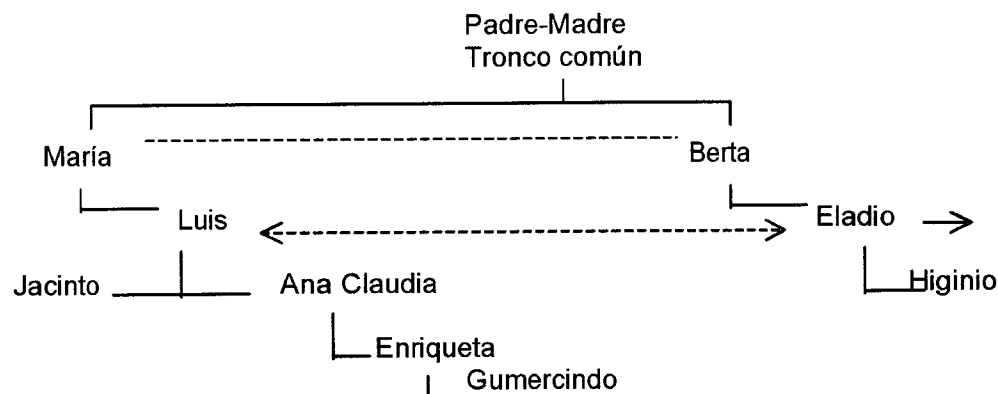 Padre-Madre
Tronco común
María
Berta
Luis
Eladio
Jacinto
Ana Claudia
Higinio
Enriqueta
Gumercindo